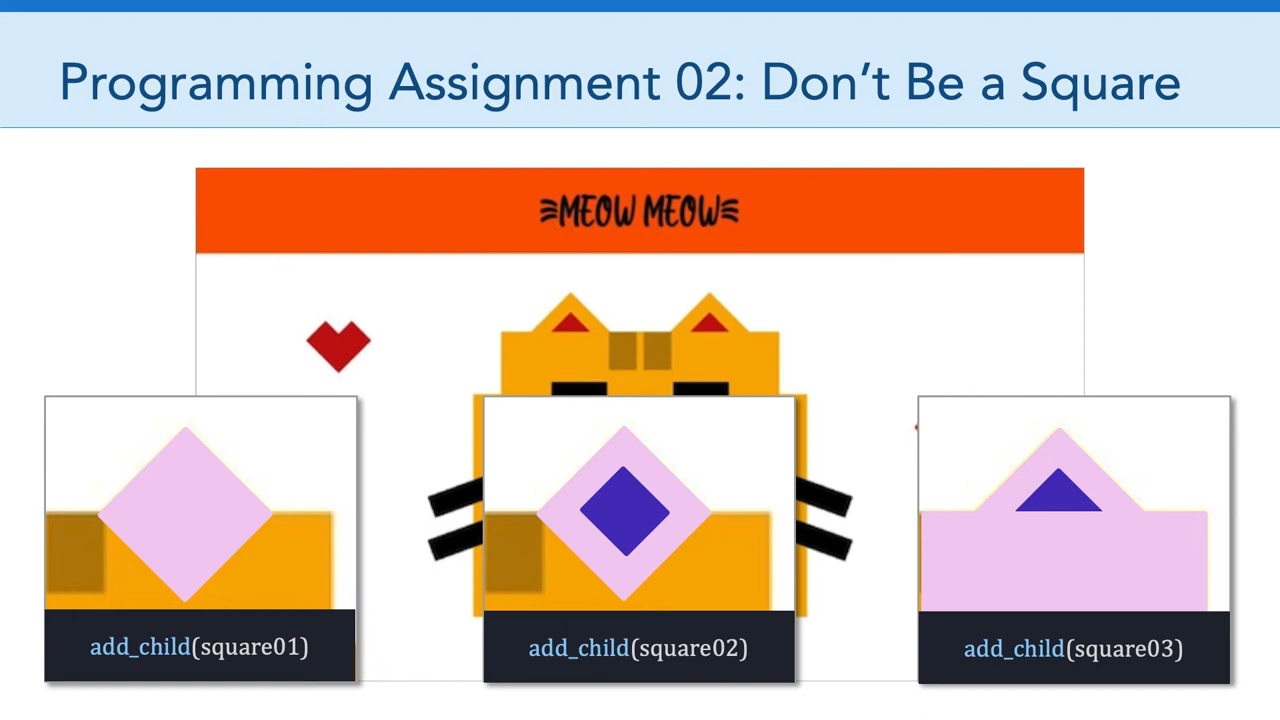 Programming Assignment 02: Don’t Be a Square
MEOW MEOW
add_child(square01)
add_child(square02)
add_child(square03)